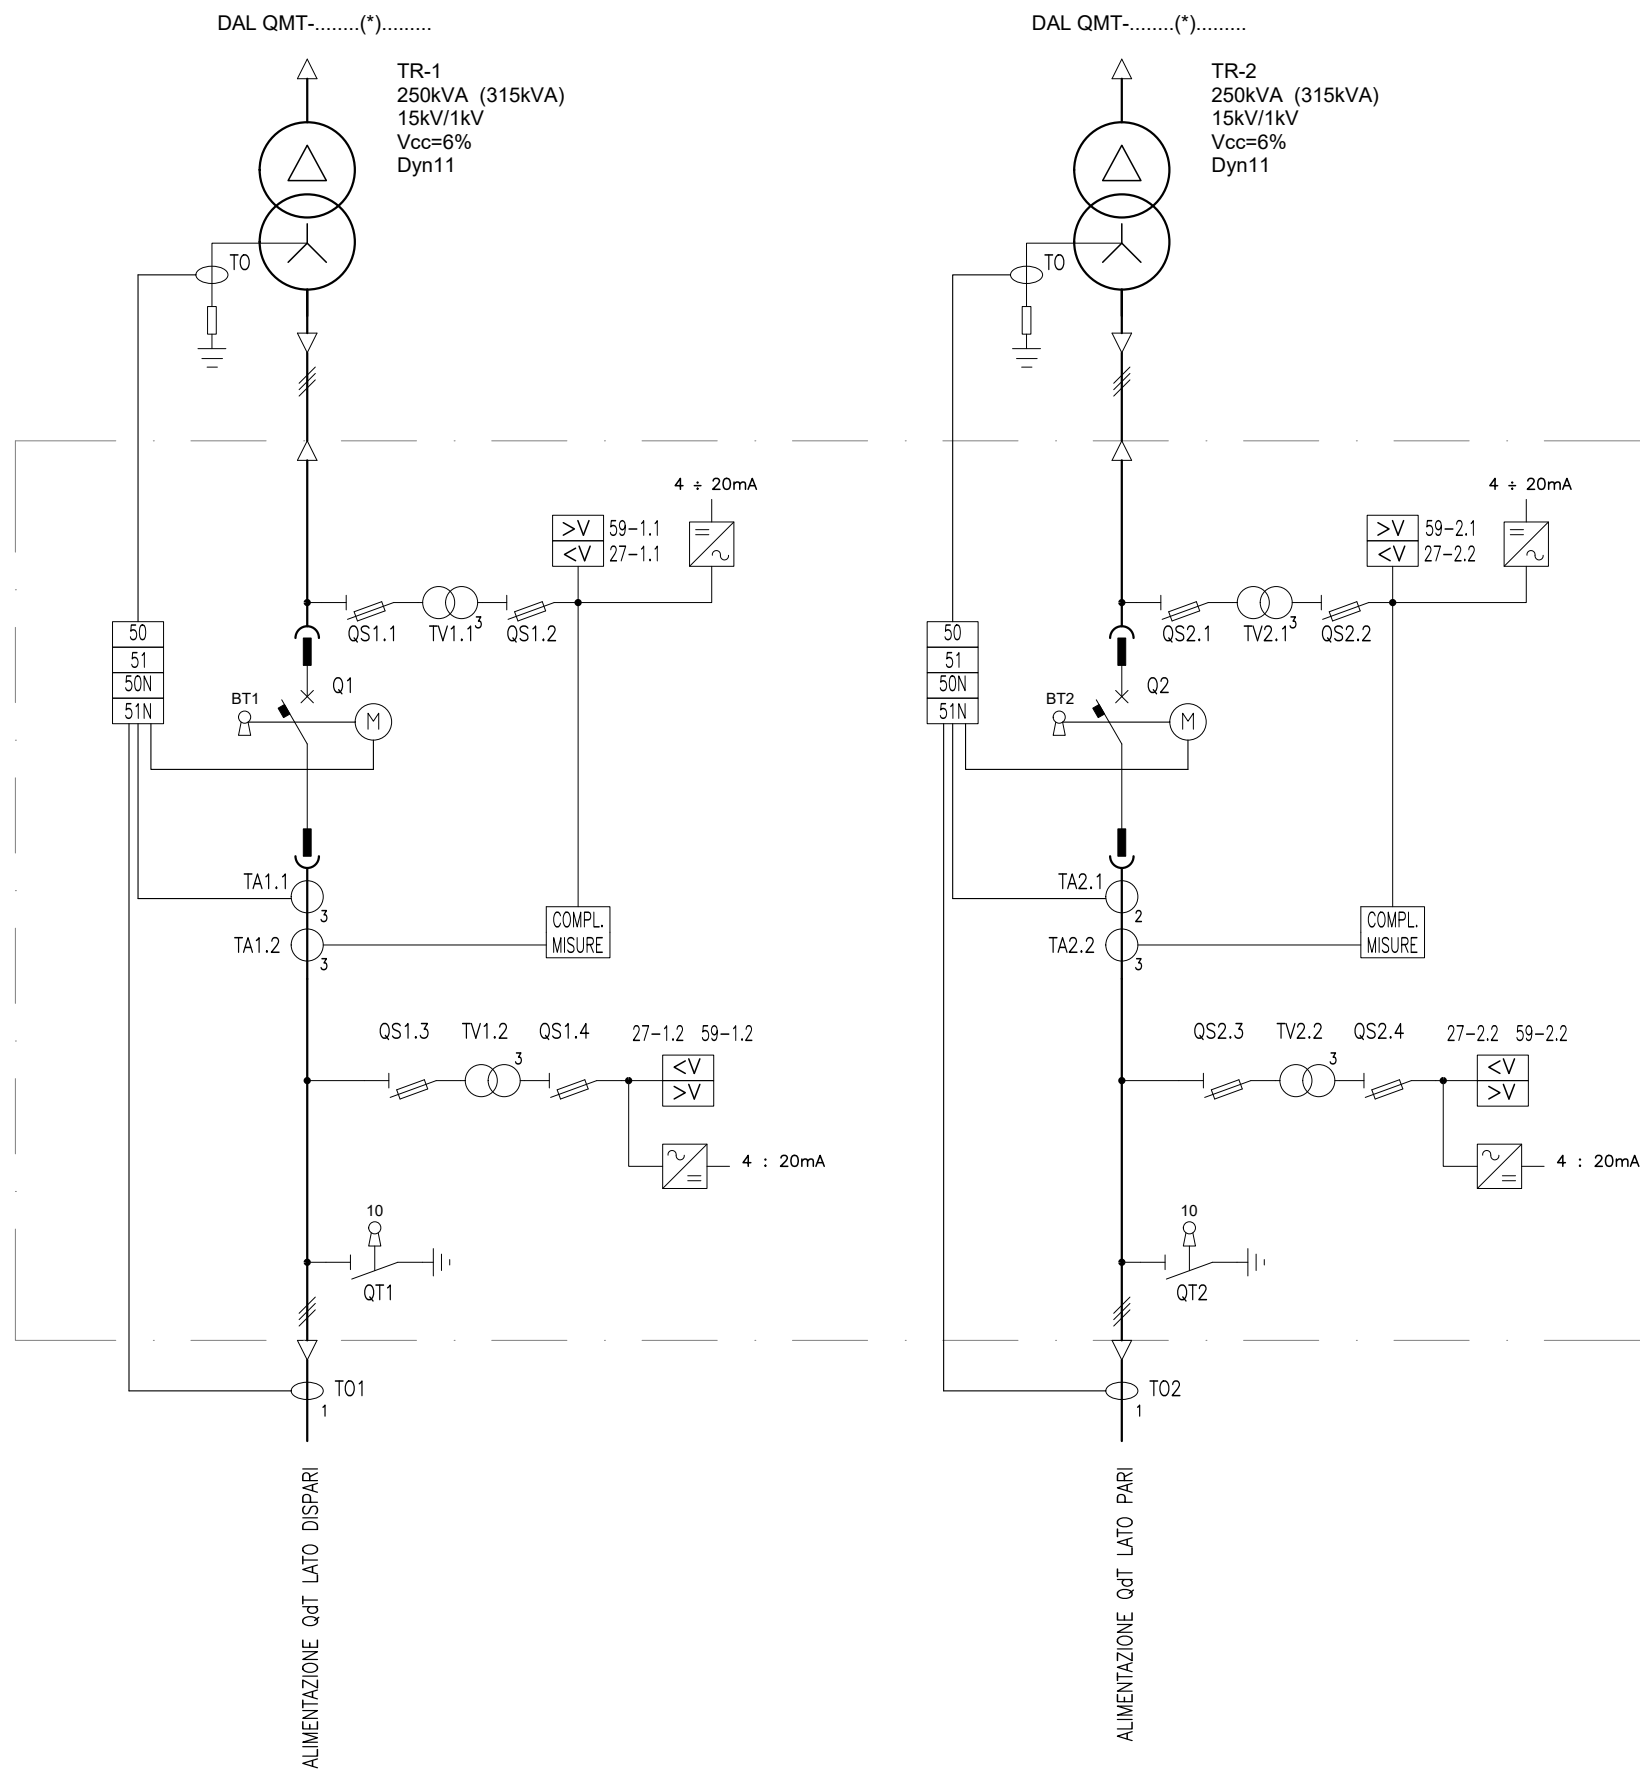 DAL QMT-........(*).........
TR-1
250kVA (315kVA)
15kV/1kV
Vcc=6%
Dyn11
TO
4 ÷ 20mA
>V 59-1.1
<V 27-1.1
QS1.1
TV1.1
3
QS1.2
50
51
50N
51N
BT1
Q1
M
TA1.1
3
TA1.2
3
COMPL.
MISURE
QS1.3
TV1.2
3
QS1.4
27-1.2 59-1.2
<V
>V
4 : 20mA
10
QT1
TO1
1
ALIMENTAZIONE QdT LATO DISPARI
DAL QMT-........(*).........
TR-2
250kVA (315kVA)
15kV/1kV
Vcc=6%
Dyn11
TO
4 ÷ 20mA
>V 59-2.1
<V 27-2.2
QS2.1
TV2.1
3
QS2.2
50
51
50N
51N
BT2
Q2
M
TA2.1
2
TA2.2
3
COMPL.
MISURE
QS2.3
TV2.2
3
QS2.4
27-2.2 59-2.2
<V
>V
4 : 20mA
10
QT2
TO2
1
ALIMENTAZIONE QdT LATO PARI